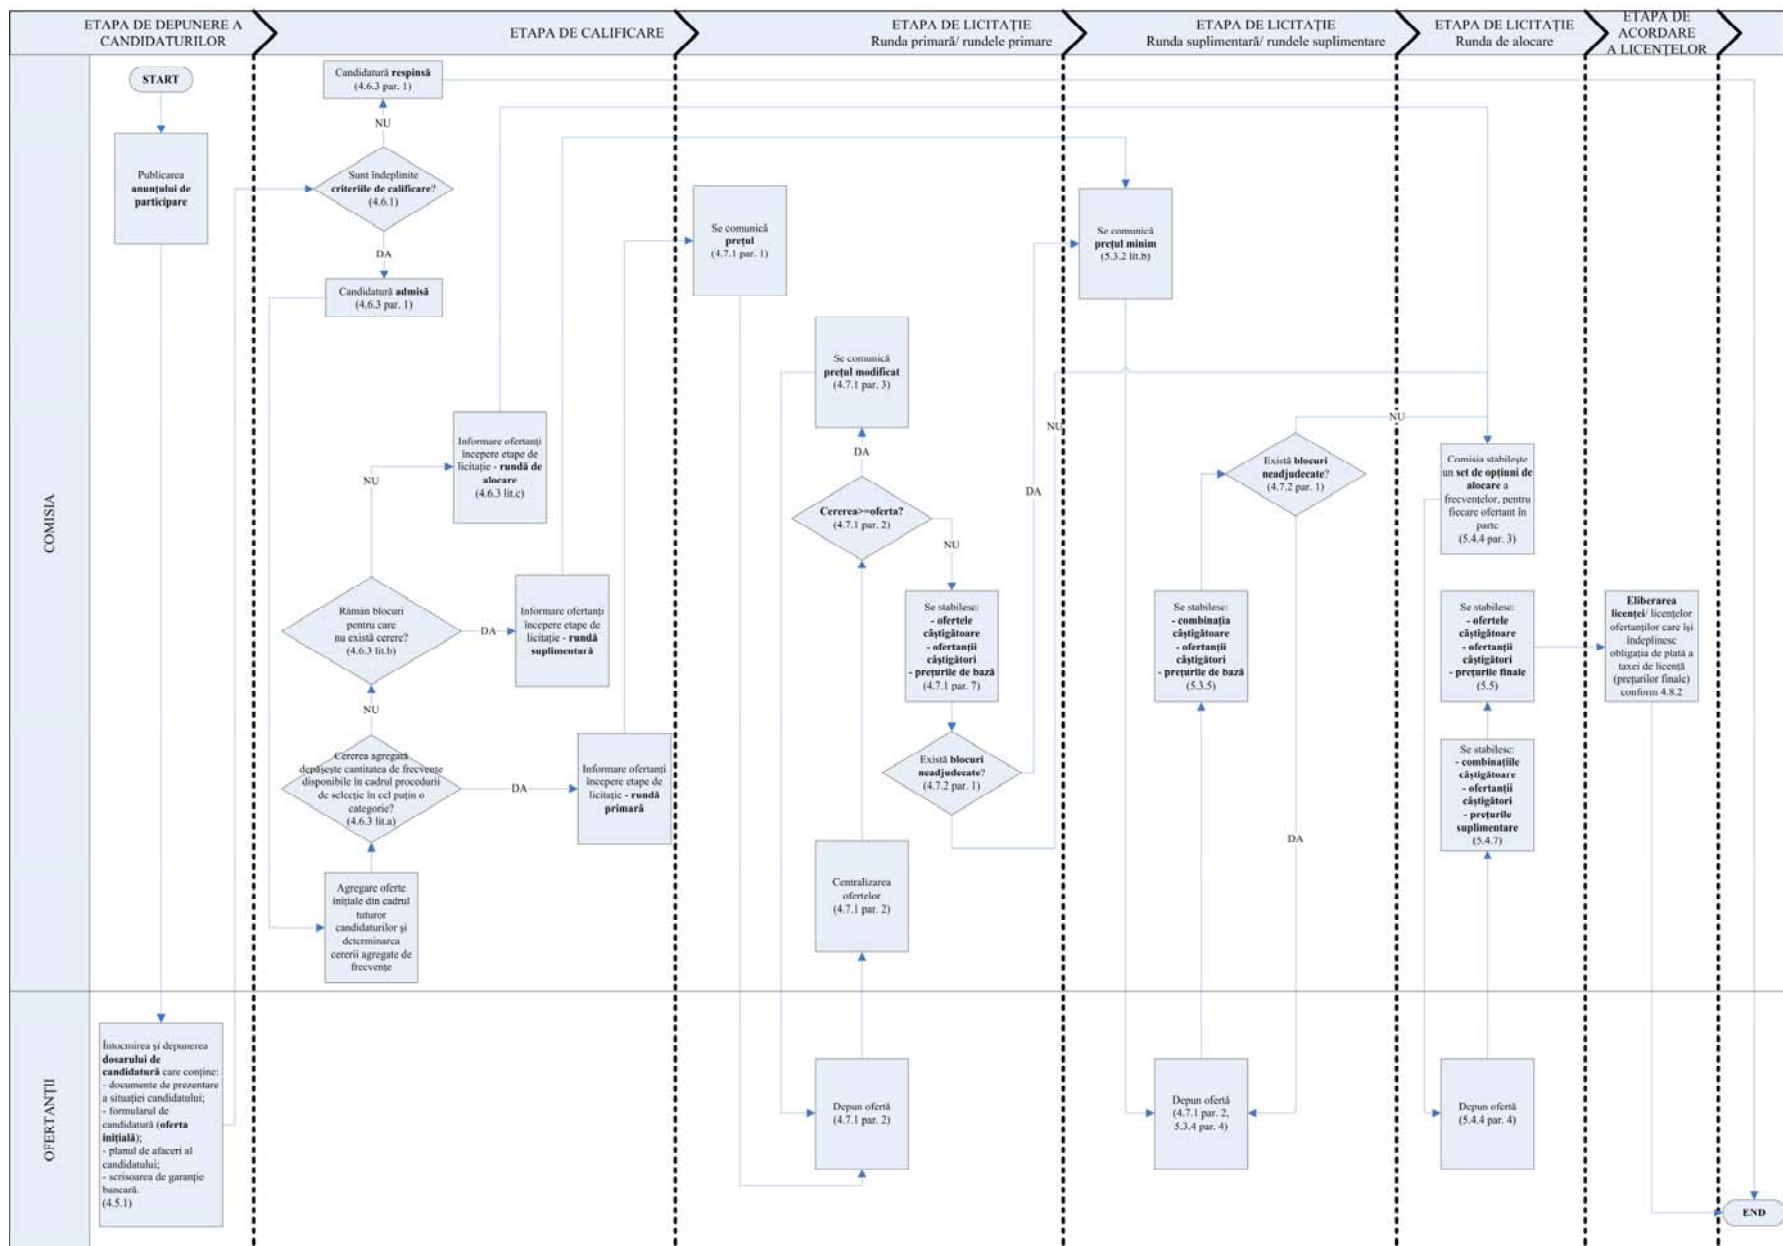 ETAPA DE DEPUNERE A
CANDIDATURILOR
ETAPA DE CALIFICARE
ETAPA DE LICITAȚIE
Runda primară/ rundele primare
ETAPA DE LICITAȚIE
Runda suplimentară/ rundele suplimentare
ETAPA DE LICITAȚIE
Runda de alocare
ETAPA DE
ACORDARE
A LICENȚELOR
COMISIA
START
Publicarea
anunțului de
participare
Candidatură respinsă
(4.6.3 par. 1)
NU
Sunt îndeplinite
criteriile de calificare?
(4.6.1)
DA
Candidatură admisă
(4.6.3 par. 1)
Informare ofertanți
începere etape de
licitație - rundă de
alocare
(4.6.3 lit.c)
NU
Rămân blocuri
pentru care
nu există cerere?
(4.6.3 lit.b)
DA
Informare ofertanți
începere etape de
licitație - rundă
suplimentară
NU
Cererea agregată
depășește cantitatea de frecvențe
disponibile în cadrul procedurii
de selecție în cel puțin o
categorie?
(4.6.3 lit.a)
DA
Informare ofertanți
începere etape de
licitație - rundă
primară
Agregare oferte
inițiale din cadrul
tuturor
candidaturilor și
determinarea
cererii agregate de
frecvențe
Se comunică
prețul
(4.7.1 par. 1)
Se comunică
prețul modificat
(4.7.1 par. 3)
DA
Cererea>=oferta?
(4.7.1 par. 2)
NU
Se stabilesc:
- ofertele
câștigătoare
- ofertanții
câștigători
- prețurile de bază
(4.7.1 par. 7)
Există blocuri
neadjudecate?
(4.7.2 par. 1)
DA
NU
Centralizarea
ofertelor
(4.7.1 par. 2)
Se comunică
prețul minim
(5.3.2 lit.b)
Există blocuri
neadjudecate?
(4.7.2 par. 1)
NU
Se stabilesc:
- combinația
câștigătoare
- ofertanții
câștigători
- prețurile de bază
(5.3.5)
DA
Comisia stabilește
un set de opțiuni de
alocare a
frecvențelor, pentru
fiecare ofertant în
parte
(5.4.4 par. 3)
Se stabilesc:
- ofertele
câștigătoare
- ofertanții
câștigători
- prețurile finale
(5.5)
Se stabilesc:
- combinațiile
câștigătoare
- ofertanții
câștigători
- prețurile
suplimentare
(5.4.7)
Eliberarea
licenței/ licențelor
ofertanților care își
îndeplinesc
obligația de plată a
taxei de licență
(prețurilor finale)
conform 4.8.2
OFERTANȚII
Întocmirea și depunerea
dosarului de
candidatură care conține:
- documente de prezentare
a situației candidatului;
- formularul de
candidatură (oferta
inițială);
- planul de afaceri al
candidatului;
- scrisoarea de garanție
bancară.
(4.5.1)
Depun ofertă
(4.7.1 par. 2)
Depun ofertă
(4.7.1 par. 2,
5.3.4 par. 4)
Depun ofertă
(5.4.4 par. 4)
END